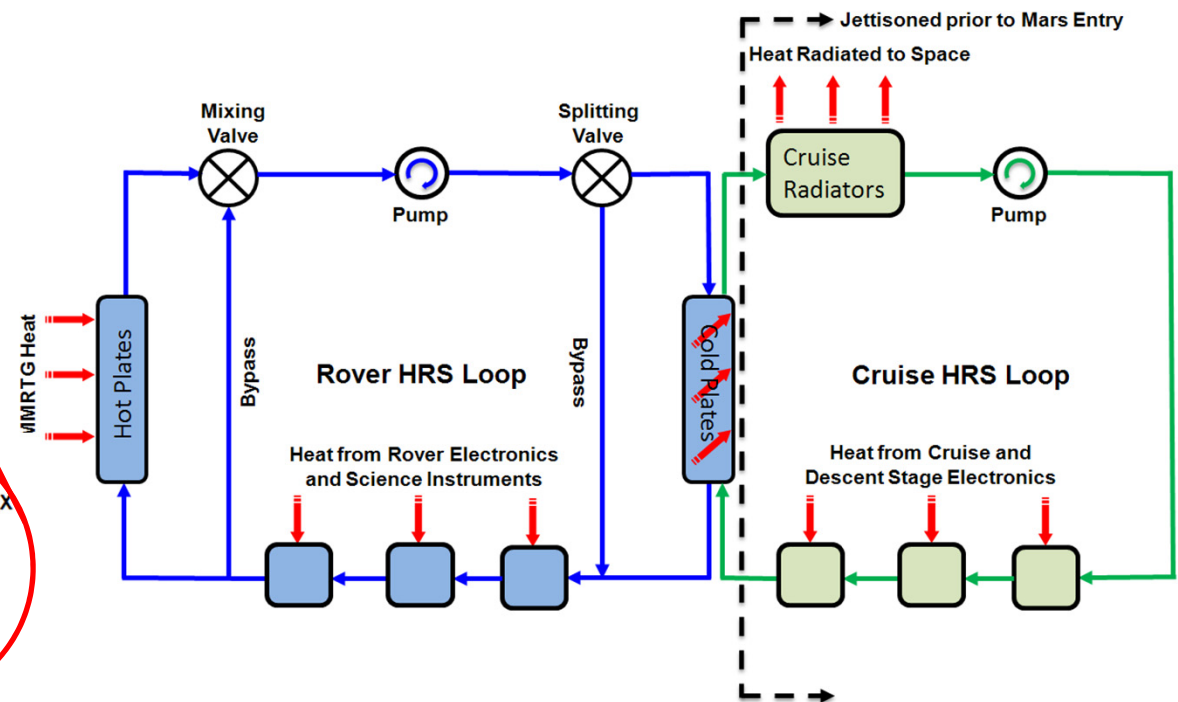 Jettisoned prior to Mars Entry
Heat Radiated to Space
Mixing
Valve
Splitting
Valve
Cruise
Radiators
Pump
Pump
Hot Plates
Bypass
Rover HRS Loop
Bypass
Cold Plates
Cruise HRS Loop
Heat from Rover Electronics
and Science Instruments
Heat from Cruise and
Descent Stage Electronics
MMRTG Heat
X